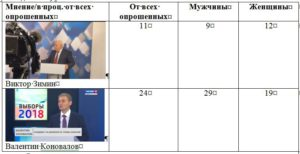 Мнение/в·проц.·от·всех· От·всех· Мужчины¤ Женщины¤
опрошенных¤ опрошенных¤
11¤ 9¤ 12¤
Виктор·Зимин¤
ВЫБОРЫ
2018
24¤ 29¤ 19¤
Валентин·Коновалов¤